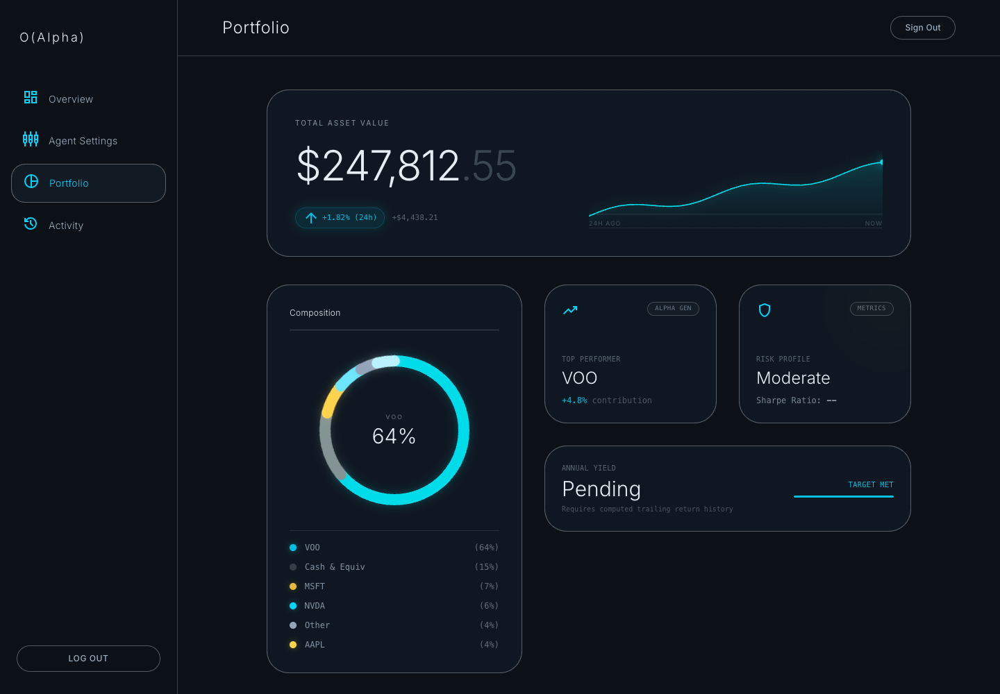 O(Alpha)
Portfolio
Sign Out
Overview
Agent Settings
Portfolio
Activity
LOG OUT
TOTAL ASSET VALUE
$247,812.55
+1.82% (24h)
+$4,438.21
24H AGO
NOW
Composition
VOO
64%
VOO (64%)
Cash & Equiv (15%)
MSFT (7%)
NVDA (6%)
Other (4%)
AAPL (4%)
ALPHA GEN
TOP PERFORMER
VOO
+4.8% contribution
METRICS
RISK PROFILE
Moderate
Sharpe Ratio: --
ANNUAL YIELD
Pending
Requires computed trailing return history
TARGET MET